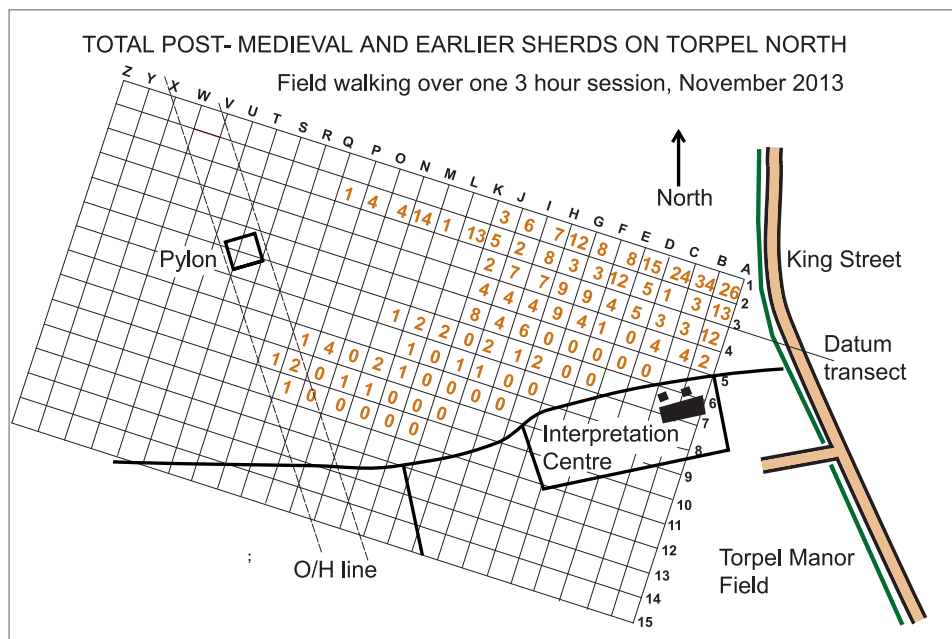 TOTAL POST- MEDIEVAL AND EARLIER SHERDS ON TORPEL NORTH
Field walking over one 3 hour session, November 2013
Z Y X W V U T S R Q P O N M L K J I H G F E D C B A
3 6 7 12 8 8 15 24 34 26
1 4 4 14 1 13 5 2 8 3 3 12 5 1 3 13
2 7 7 9 9 4 5 3 3 12
4 4 4 9 4 1 0 4 4 2
8 4 6 0 0 0 0 0
1 2 2 0 2 1 2 0 0
1 0 1 1 0 0
1 4 0 2 1 0 0 0 0
1 2 0 1 1 0 0 0
1 0 0 0 0 0
1
2
3
4
5
6
7
8
9
10
11
12
13
14
15
North
King Street
Pylon
Datum
transect
Interpretation
Centre
O/H line
Torpel Manor
Field
;